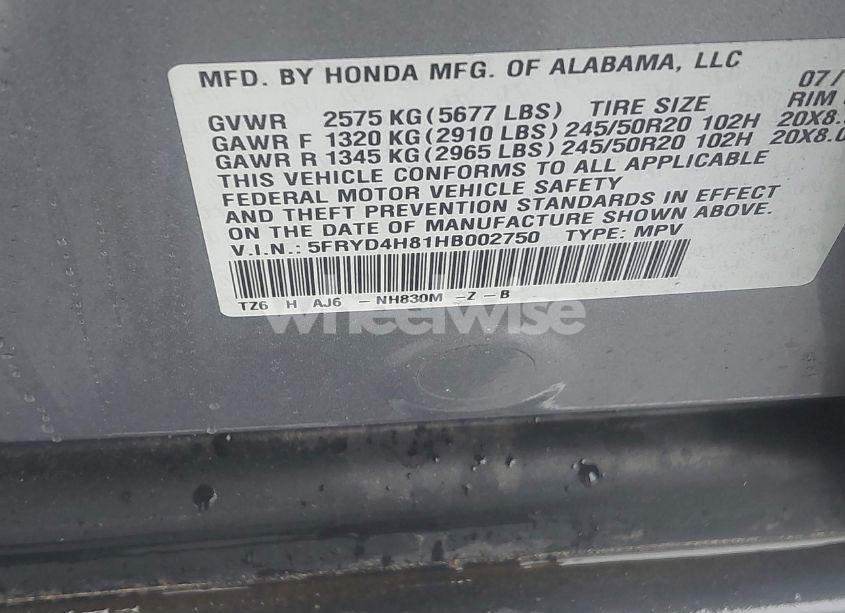 MFD. BY HONDA MFG. OF ALABAMA, LLC 07/
GVWR 2575 KG (5677 LBS) TIRE SIZE RIM
GAWR F 1320 KG (2910 LBS) 245/50R20 102H 20X8.
GAWR R 1345 KG (2965 LBS) 245/50R20 102H 20X8.0
THIS VEHICLE CONFORMS TO ALL APPLICABLE
FEDERAL MOTOR VEHICLE SAFETY
AND THEFT PREVENTION STANDARDS IN EFFECT
ON THE DATE OF MANUFACTURE SHOWN ABOVE.
V.I.N.: 5FRYD4H81HB002750 TYPE: MPV
TZ6 H AJ6 - NH830M - Z - B
wheelwise